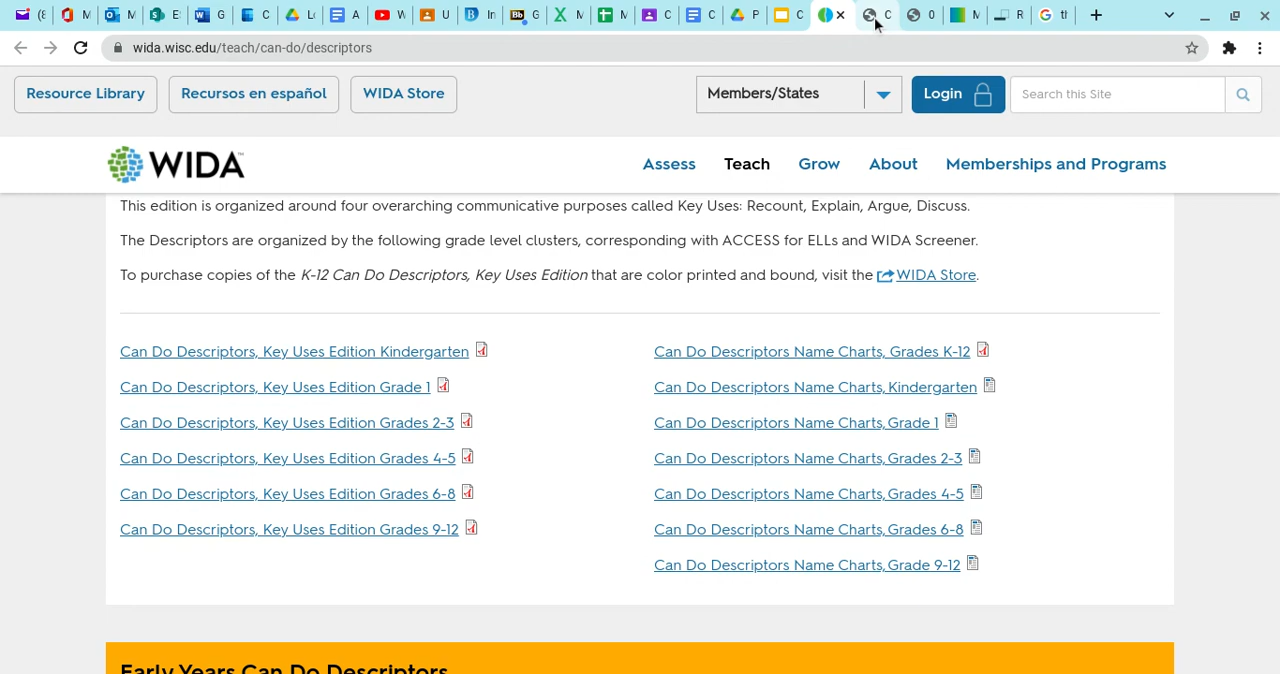 (8 M M E W G C L A W U In Bb G M M C C P C C 0 M R G th
wida.wisc.edu/teach/can-do/descriptors
Resource Library Recursos en español WIDA Store Members/States Login Search this Site
WIDA Assess Teach Grow About Memberships and Programs
This edition is organized around four overarching communicative purposes called Key Uses: Recount, Explain, Argue, Discuss.
The Descriptors are organized by the following grade level clusters, corresponding with ACCESS for ELLs and WIDA Screener.
To purchase copies of the K-12 Can Do Descriptors, Key Uses Edition that are color printed and bound, visit the WIDA Store.
Can Do Descriptors, Key Uses Edition Kindergarten
Can Do Descriptors, Key Uses Edition Grade 1
Can Do Descriptors, Key Uses Edition Grades 2-3
Can Do Descriptors, Key Uses Edition Grades 4-5
Can Do Descriptors, Key Uses Edition Grades 6-8
Can Do Descriptors, Key Uses Edition Grades 9-12
Can Do Descriptors Name Charts, Grades K-12
Can Do Descriptors Name Charts, Kindergarten
Can Do Descriptors Name Charts, Grade 1
Can Do Descriptors Name Charts, Grades 2-3
Can Do Descriptors Name Charts, Grades 4-5
Can Do Descriptors Name Charts, Grades 6-8
Can Do Descriptors Name Charts, Grade 9-12
Early Years Can Do Descriptors